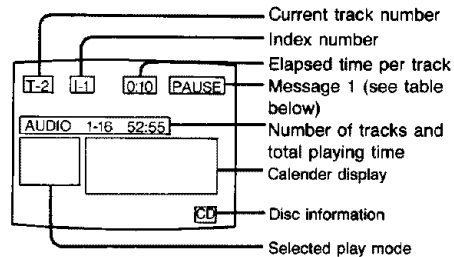 Current track number
Index number
Elapsed time per track
T-2 I-1 0:10 PAUSE
Message 1 (see table
below)
AUDIO 1-16 52:55
Number of tracks and
total playing time
Calender display
CD
Disc information
Selected play mode